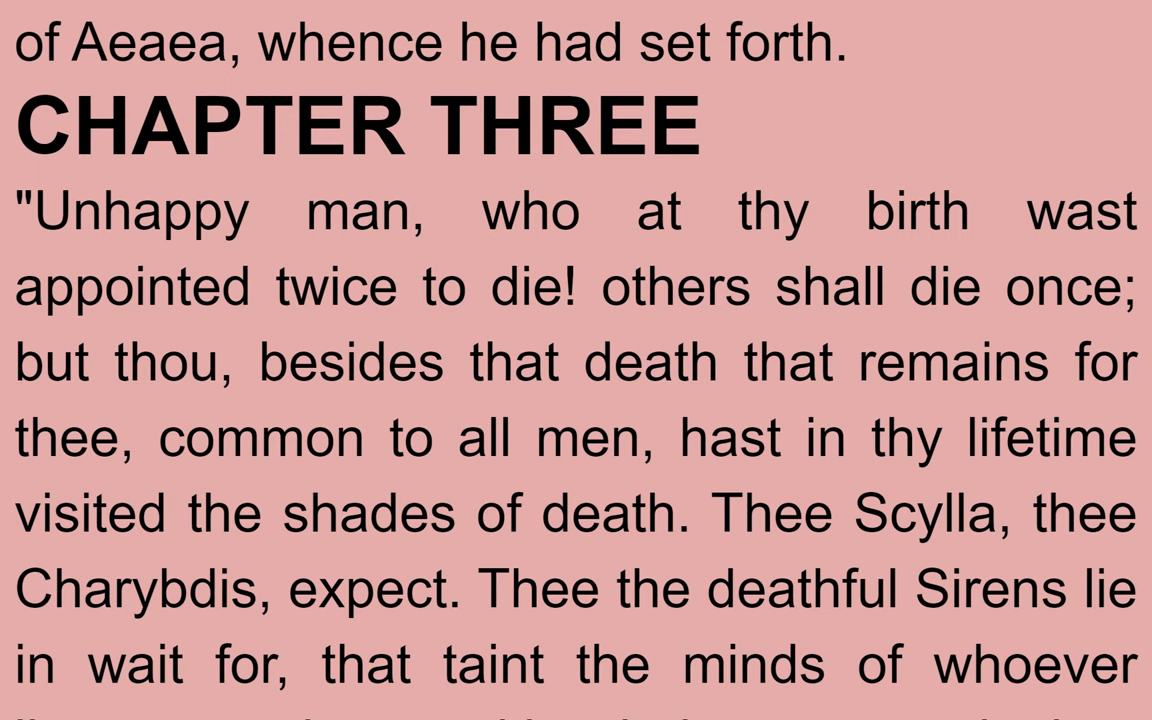 of Aeaea, whence he had set forth.
CHAPTER THREE
"Unhappy man, who at thy birth wast
appointed twice to die! others shall die once;
but thou, besides that death that remains for
thee, common to all men, hast in thy lifetime
visited the shades of death. Thee Scylla, thee
Charybdis, expect. Thee the deathful Sirens lie
in wait for, that taint the minds of whoever